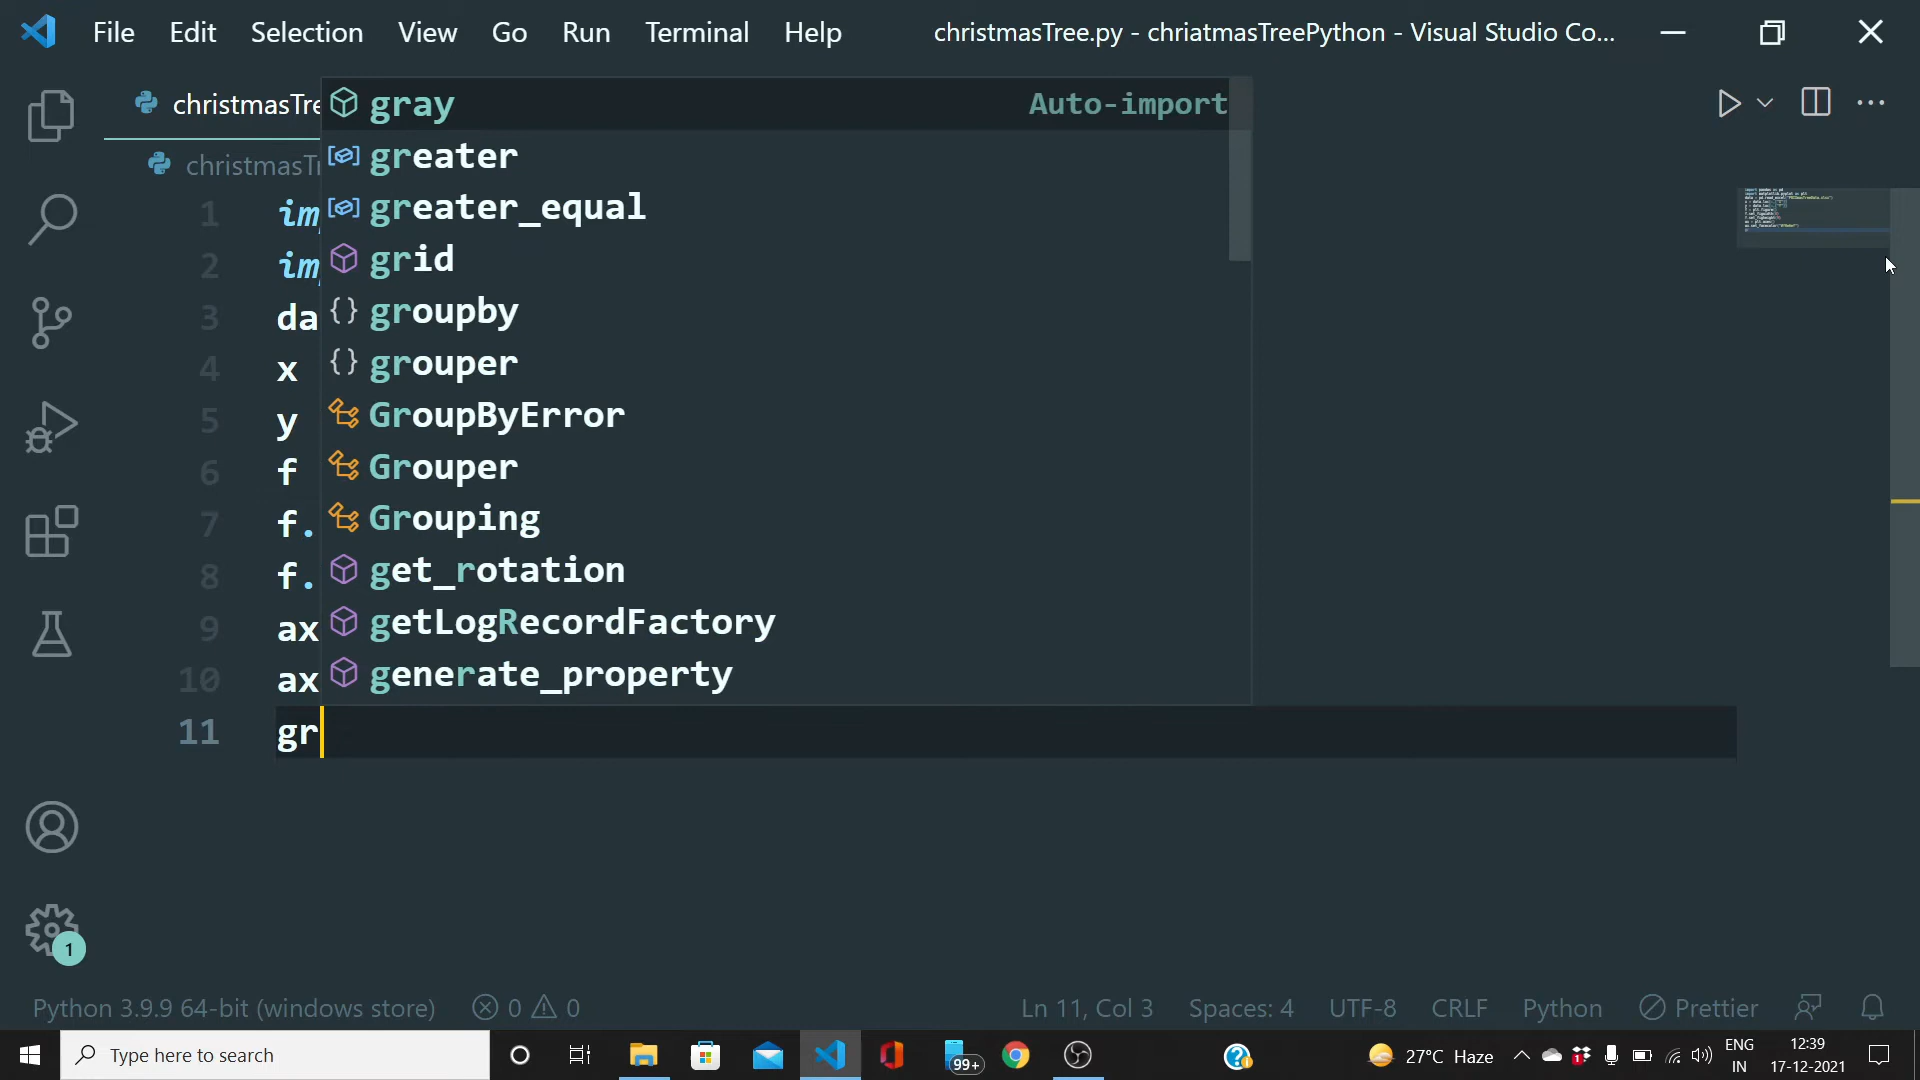 File Edit Selection View Go Run Terminal Help christmasTree.py - chriatmasTreePython - Visual Studio Co...
christmasTre
christmasT
gray Auto-import
greater
greater_equal
grid
groupby
grouper
GroupByError
Grouper
Grouping
get_rotation
getLogRecordFactory
generate_property
1 im
2 im
3 da
4 x
5 y
6 f
7 f.
8 f.
9 ax
10 ax
11 gr
1
Python 3.9.9 64-bit (windows store) 0 0 Ln 11, Col 3 Spaces: 4 UTF-8 CRLF Python Prettier
Type here to search 99+ 27°C Haze ENG IN 12:39 17-12-2021